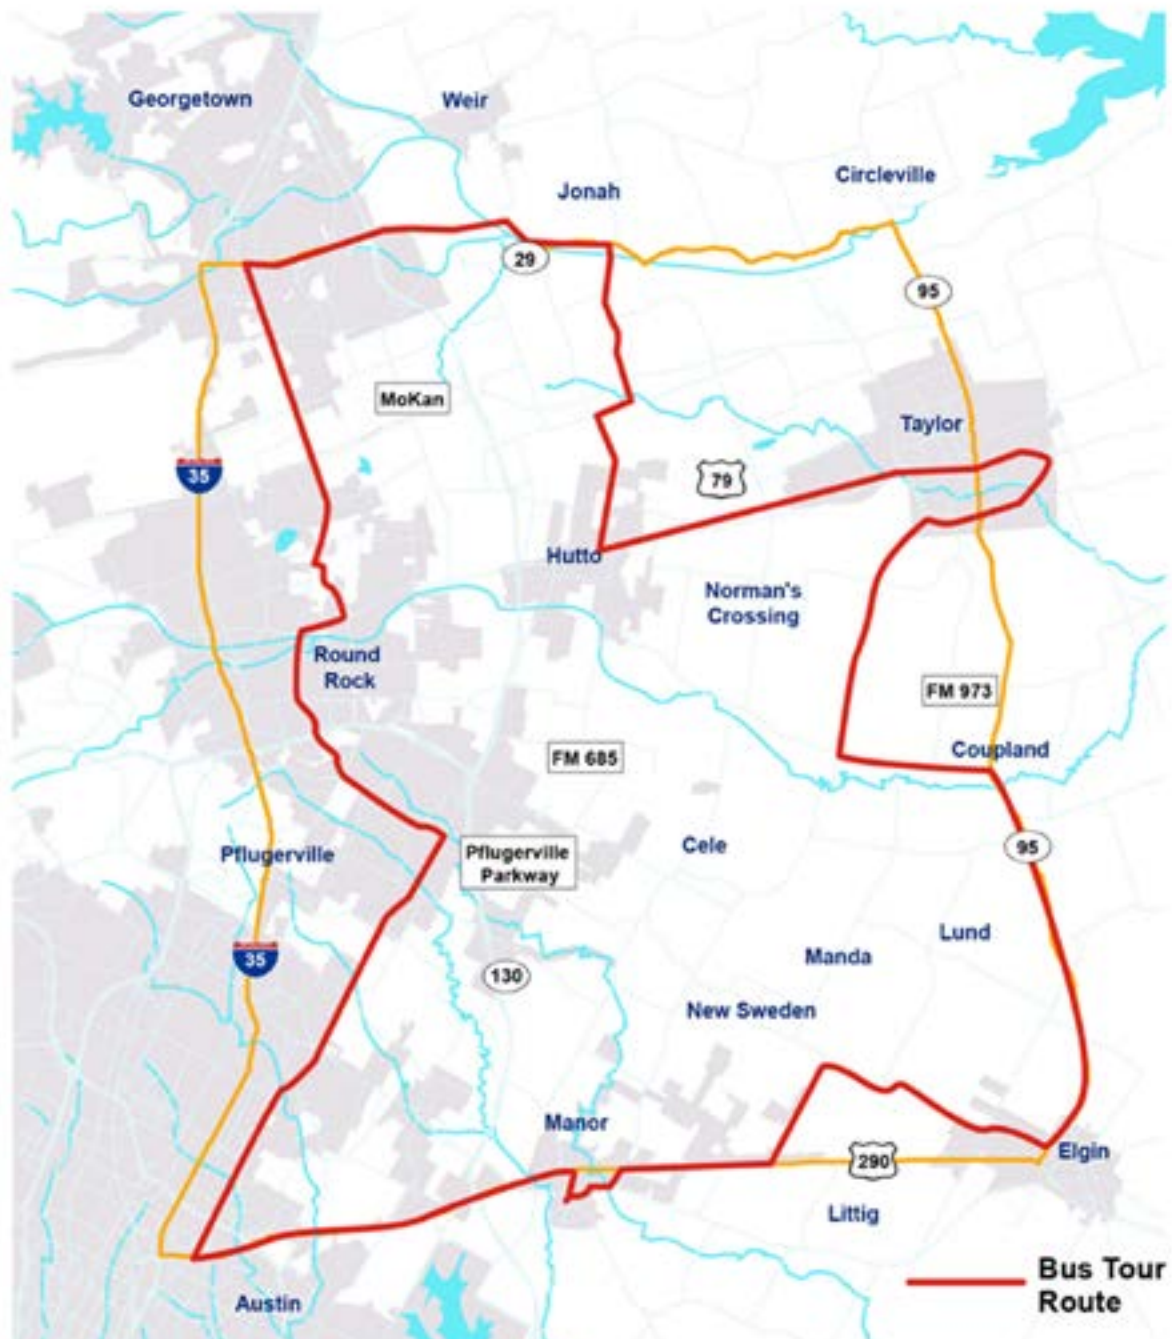 Georgetown
Weir
Circleville
Jonah
29
95
MoKan
Taylor
35
79
Hutto
Norman's
Crossing
Round
Rock
FM 973
Coupland
FM 685
Cele
95
Pflugerville
Pflugerville
Parkway
Lund
Manda
35
130
New Sweden
Manor
Elgin
290
Littig
Bus Tour
Route
Austin